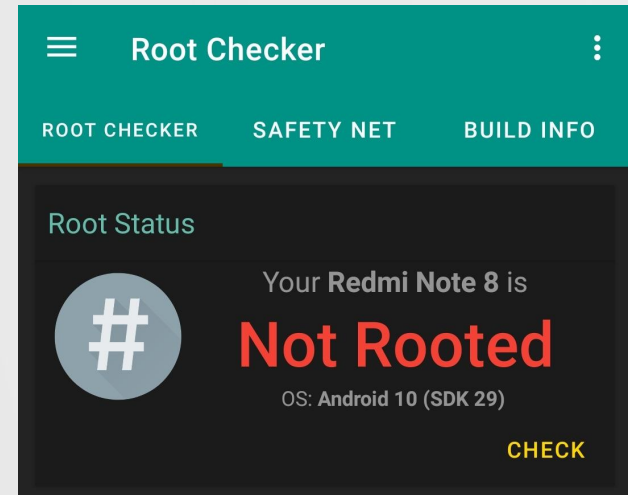 Root Checker
ROOT CHECKER SAFETY NET BUILD INFO
Root Status
#
Your Redmi Note 8 is
Not Rooted
OS: Android 10 (SDK 29)
CHECK